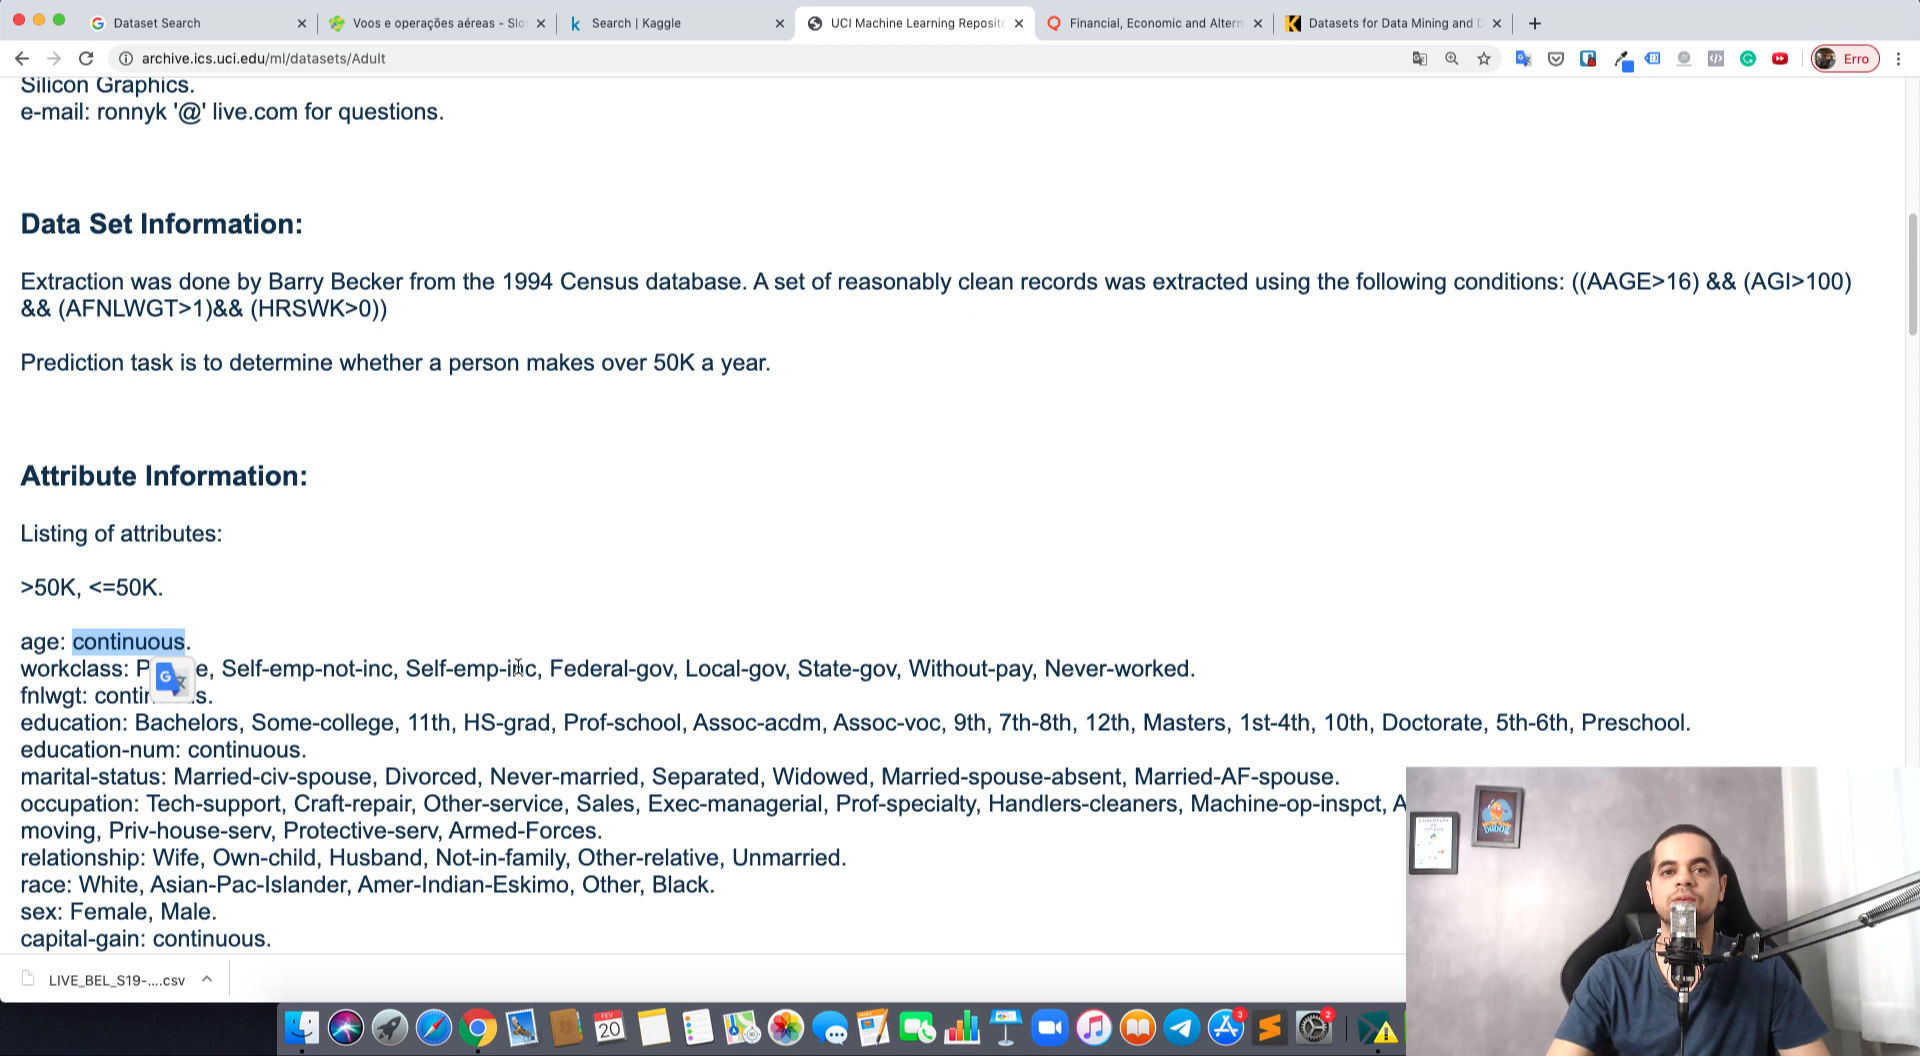 Dataset Search
Voos e operações aéreas - Slo
Search | Kaggle
UCI Machine Learning Reposito
Financial, Economic and Altern
Datasets for Data Mining and D
archive.ics.uci.edu/ml/datasets/Adult
Erro
Silicon Graphics.
e-mail: ronnyk '@' live.com for questions.
Data Set Information:
Extraction was done by Barry Becker from the 1994 Census database. A set of reasonably clean records was extracted using the following conditions: ((AAGE>16) && (AGI>100)
&& (AFNLWGT>1)&& (HRSWK>0))
Prediction task is to determine whether a person makes over 50K a year.
Attribute Information:
Listing of attributes:
>50K, <=50K.
age: continuous.
workclass: P e, Self-emp-not-inc, Self-emp-inc, Federal-gov, Local-gov, State-gov, Without-pay, Never-worked.
fnlwgt: conti s.
education: Bachelors, Some-college, 11th, HS-grad, Prof-school, Assoc-acdm, Assoc-voc, 9th, 7th-8th, 12th, Masters, 1st-4th, 10th, Doctorate, 5th-6th, Preschool.
education-num: continuous.
marital-status: Married-civ-spouse, Divorced, Never-married, Separated, Widowed, Married-spouse-absent, Married-AF-spouse.
occupation: Tech-support, Craft-repair, Other-service, Sales, Exec-managerial, Prof-specialty, Handlers-cleaners, Machine-op-inspct, A
moving, Priv-house-serv, Protective-serv, Armed-Forces.
relationship: Wife, Own-child, Husband, Not-in-family, Other-relative, Unmarried.
race: White, Asian-Pac-Islander, Amer-Indian-Eskimo, Other, Black.
sex: Female, Male.
capital-gain: continuous.
LIVE_BEL_S19-....csv
FEV
20
3
2